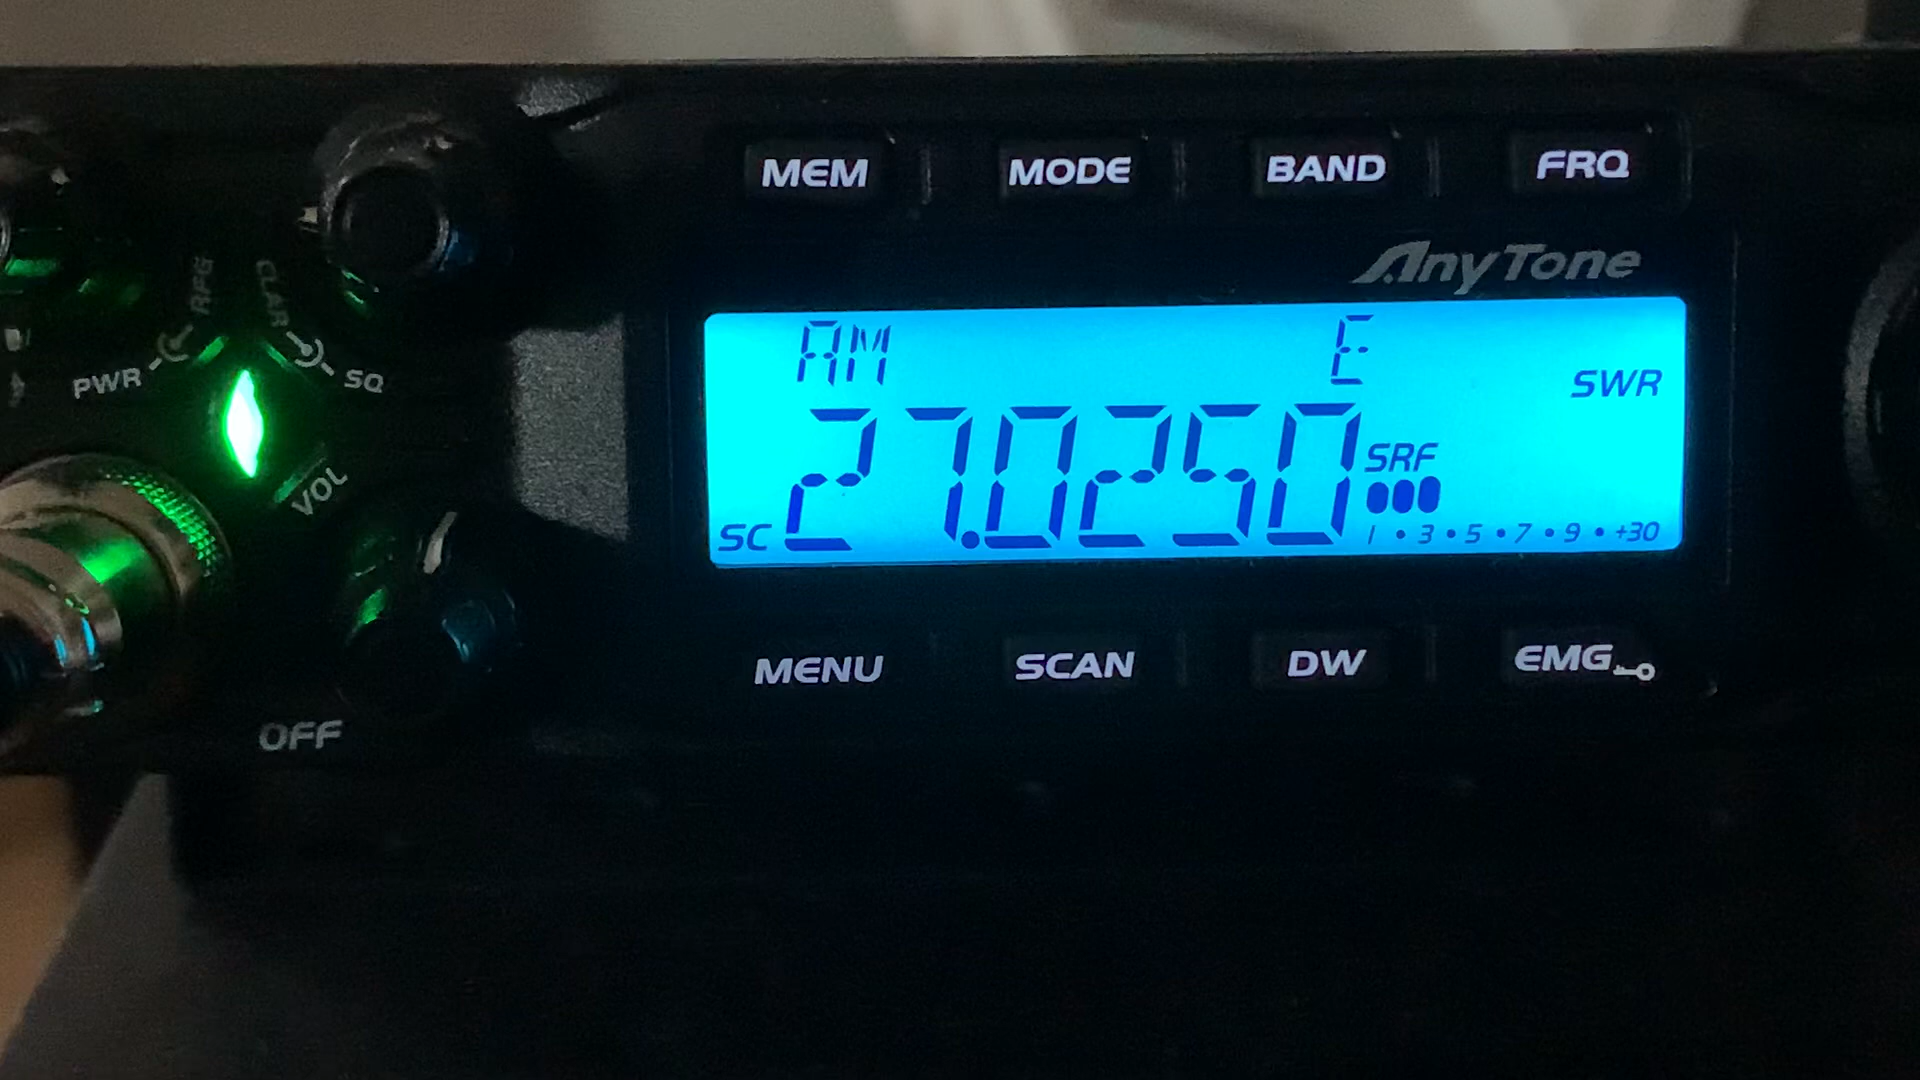 MEM MODE BAND FRQ
AnyTone
RFG CLAR
PWR SQ
VOL
OFF
AM E
SWR
27.0250
SRF
SC
1 • 3 • 5 • 7 • 9 • +30
MENU SCAN DW EMG